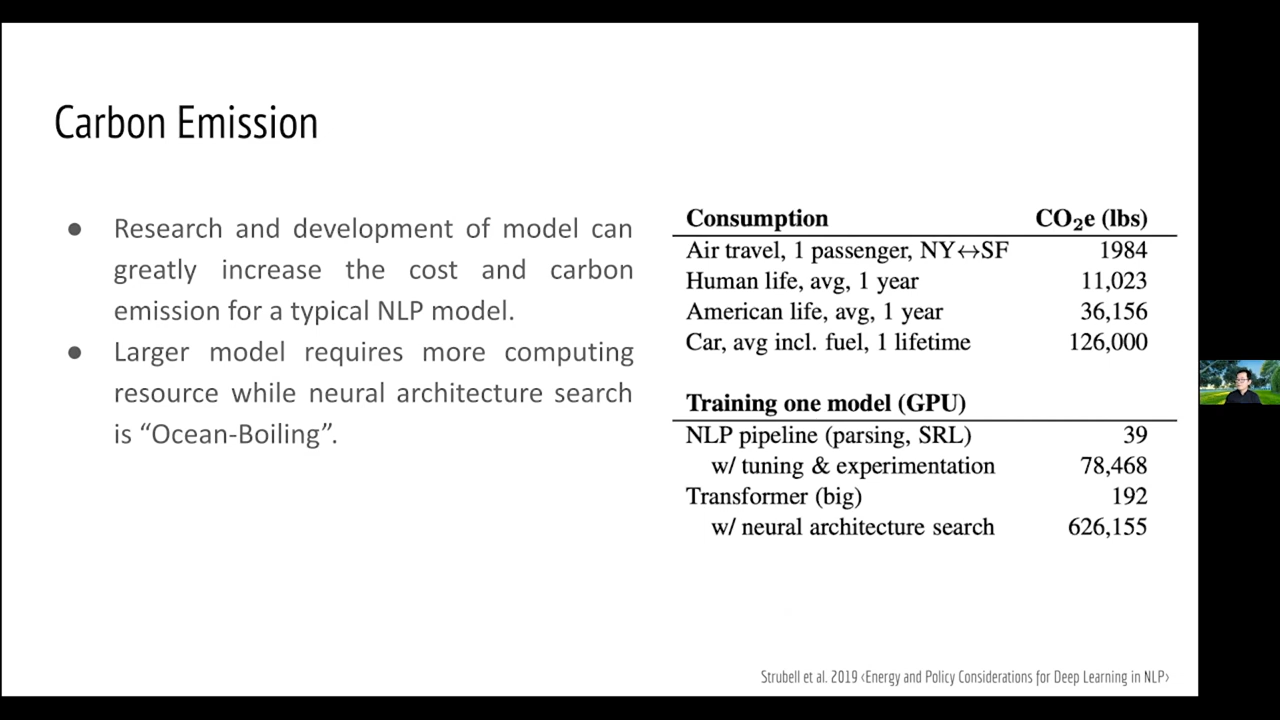 Carbon Emission
● Research and development of model can
greatly increase the cost and carbon
emission for a typical NLP model.
● Larger model requires more computing
resource while neural architecture search
is “Ocean-Boiling”.
Consumption CO₂e (lbs)
Air travel, 1 passenger, NY↔SF 1984
Human life, avg, 1 year 11,023
American life, avg, 1 year 36,156
Car, avg incl. fuel, 1 lifetime 126,000
Training one model (GPU)
NLP pipeline (parsing, SRL) 39
w/ tuning & experimentation 78,468
Transformer (big) 192
w/ neural architecture search 626,155
Strubell et al. 2019 ‹Energy and Policy Considerations for Deep Learning in NLP›